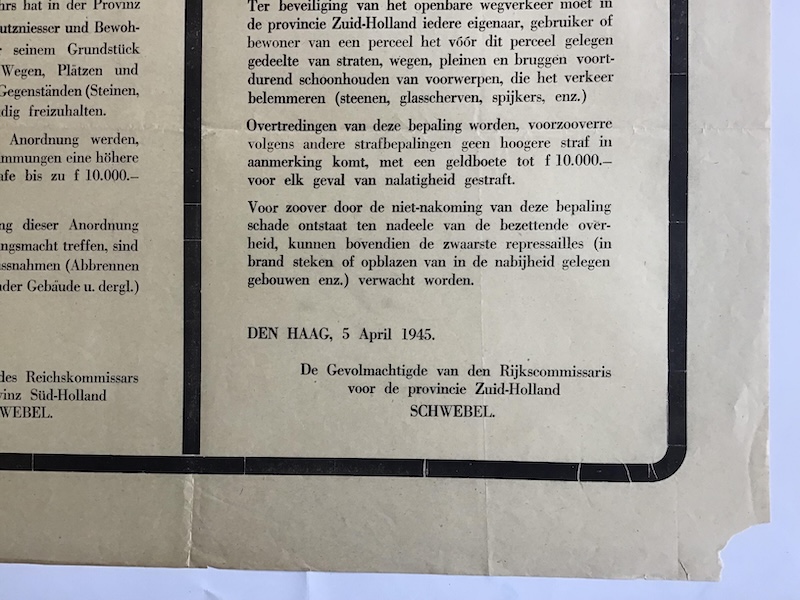 hrs hat in der Provinz
utzniesser und Bewoh-
seinem Grundstück
Wegen, Plätzen und
Gegenständen (Steinen,
dig freizuhalten.
Anordnung werden,
mmungen eine höhere
afe bis zu f 10.000.—
ng dieser Anordnung
ngsmacht treffen, sind
ssnahmen (Abbrennen
nder Gebäude u. dergl.)
des Reichskommissars
vinz Süd-Holland
WEBEL.
Ter beveiliging van het openbare wegverkeer moet in
de provincie Zuid-Holland iedere eigenaar, gebruiker of
bewoner van een perceel het vóór dit perceel gelegen
gedeelte van straten, wegen, pleinen en bruggen voort-
durend schoonhouden van voorwerpen, die het verkeer
belemmeren (steenen, glasscherven, spijkers, enz.)
Overtredingen van deze bepaling worden, voorzooverre
volgens andere strafbepalingen geen hoogere straf in
aanmerking komt, met een geldboete tot f 10.000.—
voor elk geval van nalatigheid gestraft.
Voor zoover door de niet-nakoming van deze bepaling
schade ontstaat ten nadeele van de bezettende over-
heid, kunnen bovendien de zwaarste represailles (in
brand steken of opblazen van in de nabijheid gelegen
gebouwen enz.) verwacht worden.
DEN HAAG, 5 April 1945.
De Gevolmachtigde van den Rijkscommissaris
voor de provincie Zuid-Holland
SCHWEBEL.